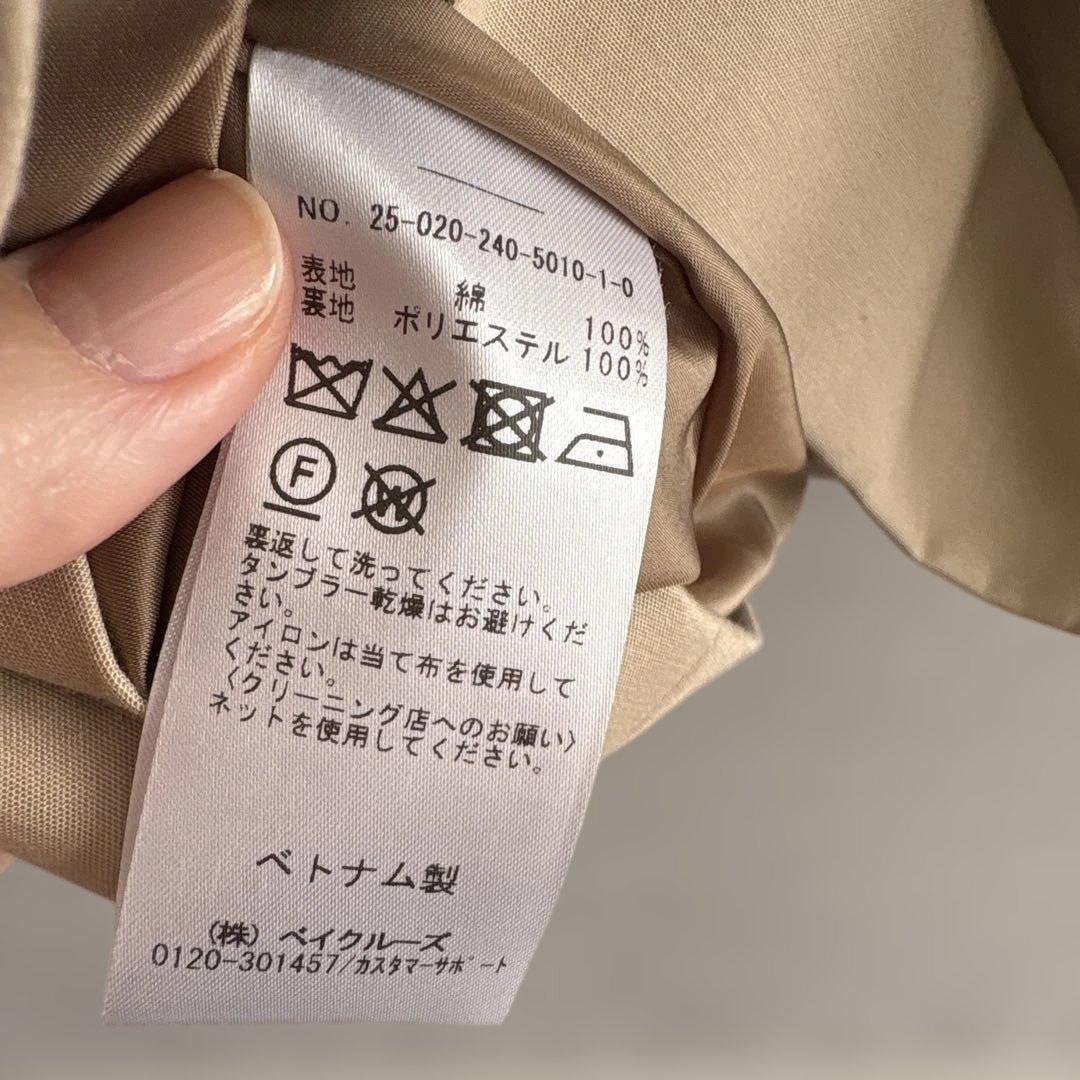 NO. 25-020-240-5010-1-0
表地 綿 100%
裏地 ポリエステル 100%
F W
裏返して洗ってください。
タンブラー乾燥はお避けくだ
さい。
アイロンは当て布を使用して
ください。
〈クリーニング店へのお願い〉
ネットを使用してください。
ベトナム製
(株) ベイクルーズ
0120-301457/カスタマーサポート